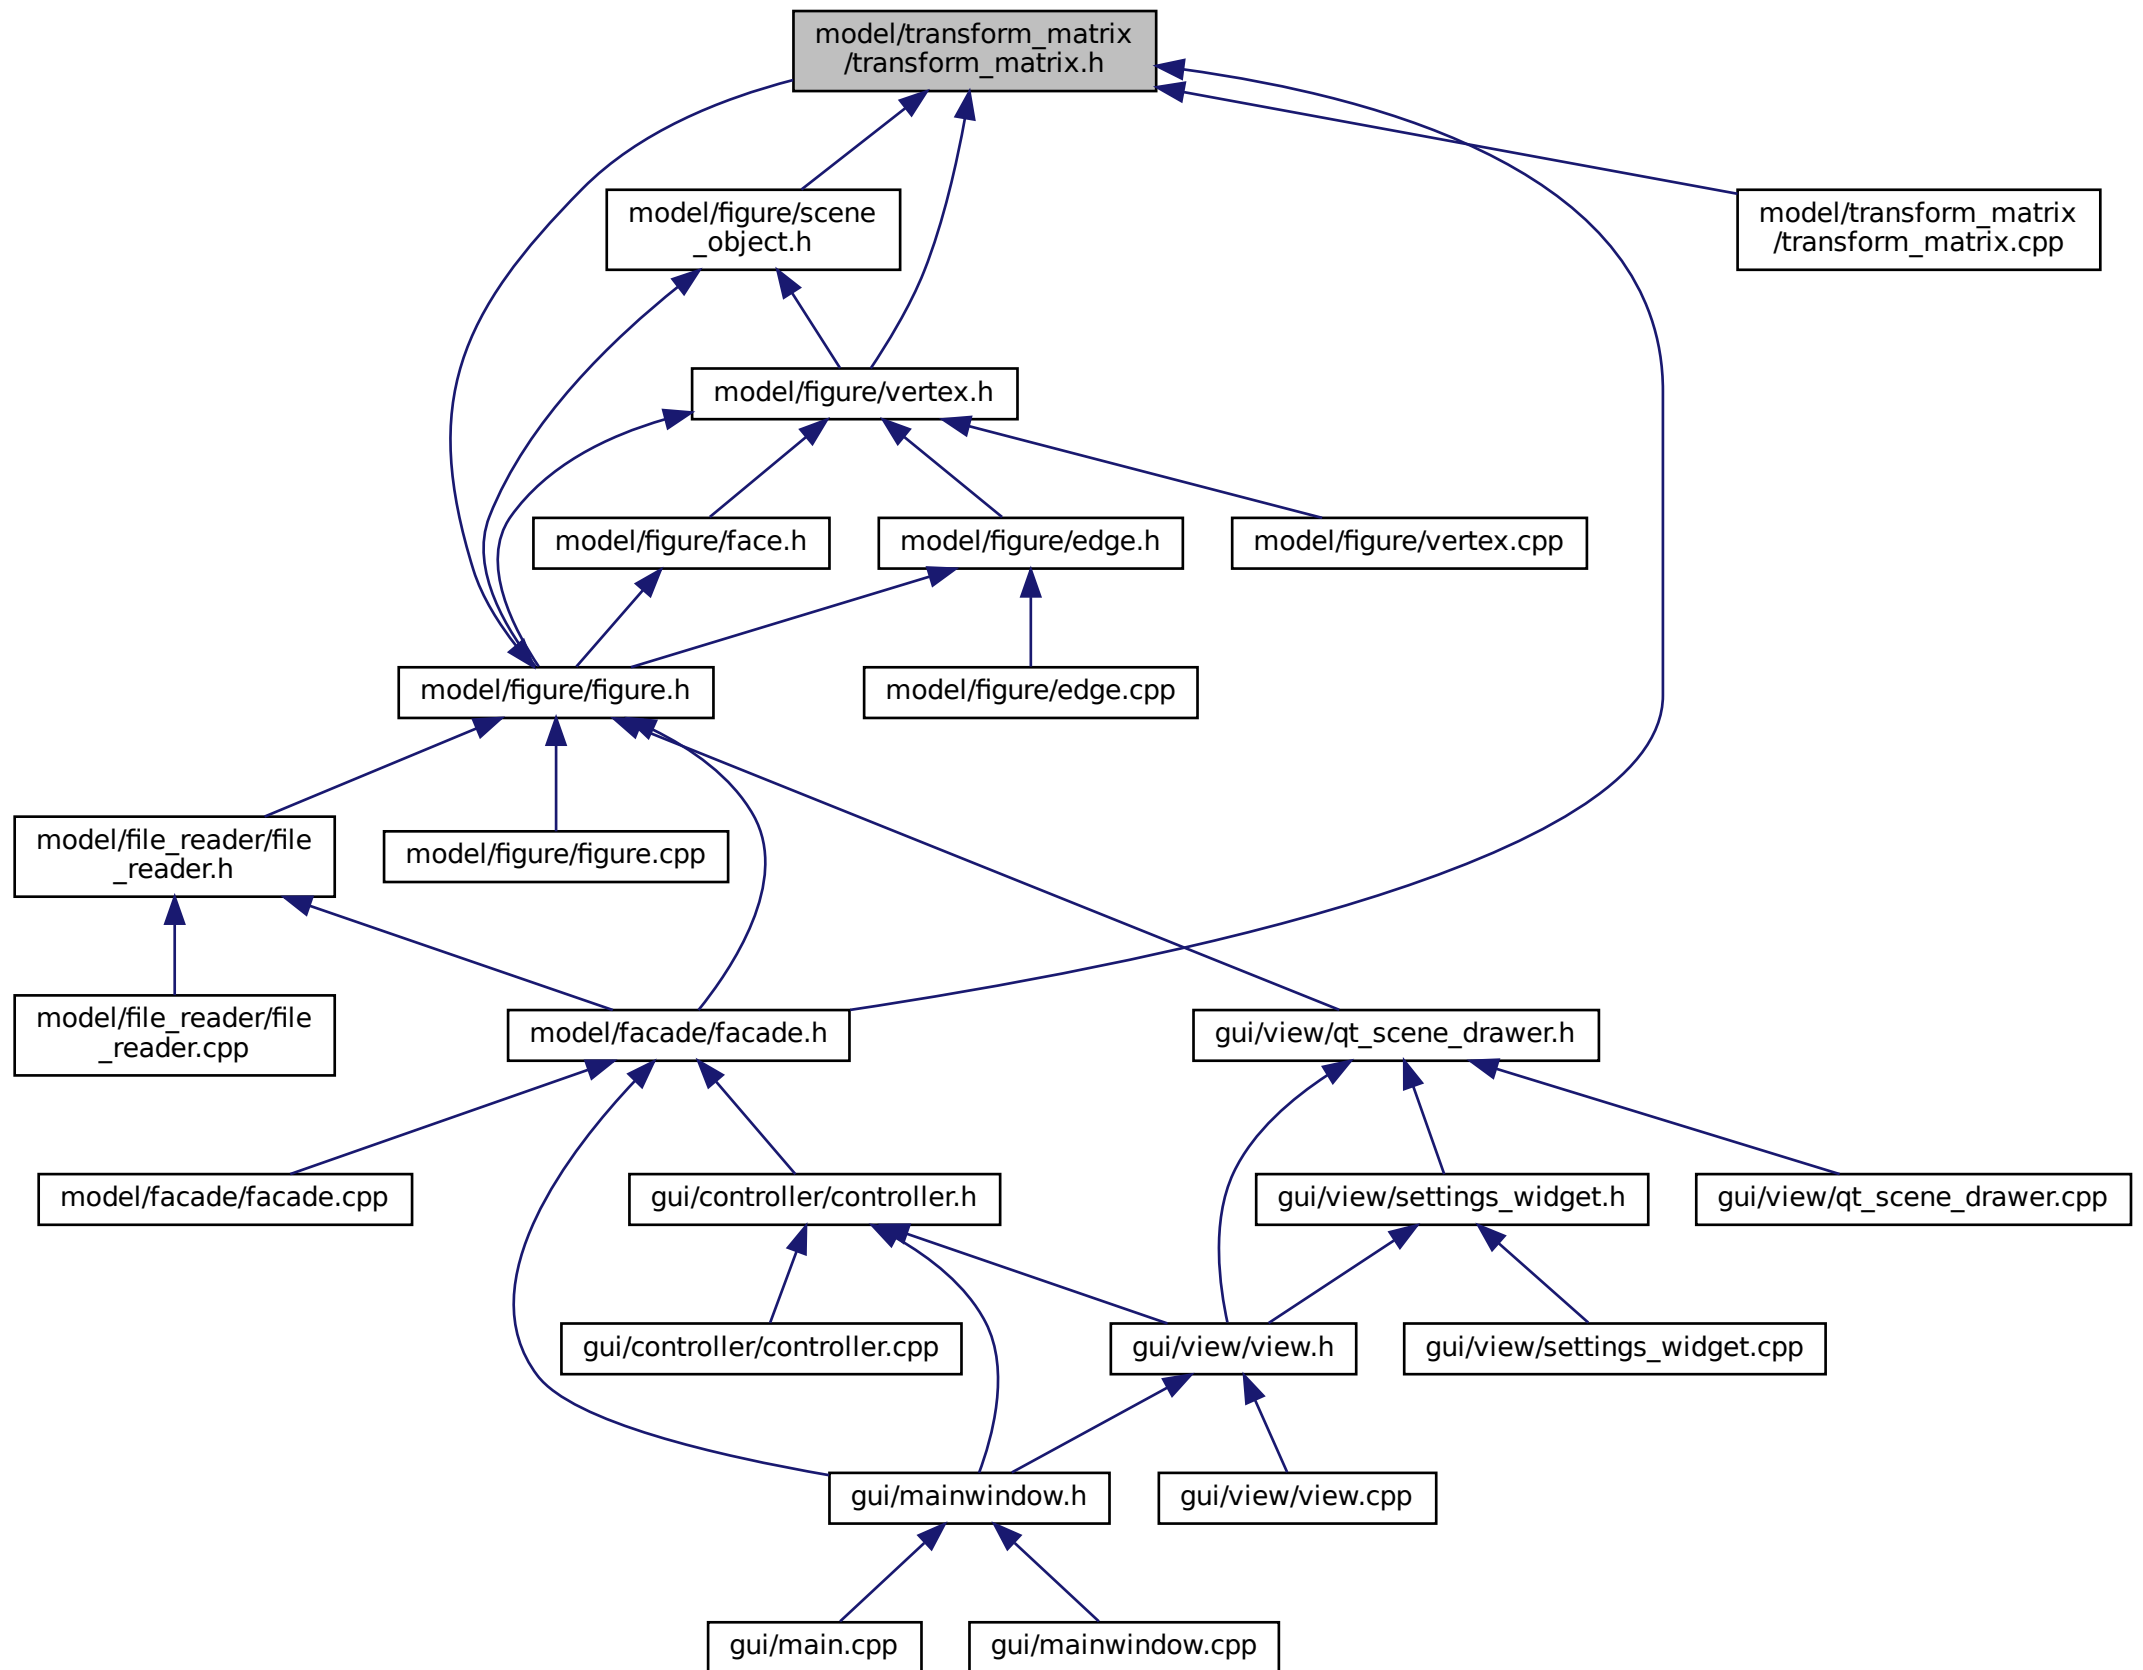 model/transform_matrix
/transform_matrix.h
model/figure/scene
_object.h
model/transform_matrix
/transform_matrix.cpp
model/figure/vertex.h
model/figure/face.h
model/figure/edge.h
model/figure/vertex.cpp
model/figure/figure.h
model/figure/edge.cpp
model/file_reader/file
_reader.h
model/figure/figure.cpp
model/file_reader/file
_reader.cpp
model/facade/facade.h
gui/view/qt_scene_drawer.h
model/facade/facade.cpp
gui/controller/controller.h
gui/view/settings_widget.h
gui/view/qt_scene_drawer.cpp
gui/controller/controller.cpp
gui/view/view.h
gui/view/settings_widget.cpp
gui/mainwindow.h
gui/view/view.cpp
gui/main.cpp
gui/mainwindow.cpp